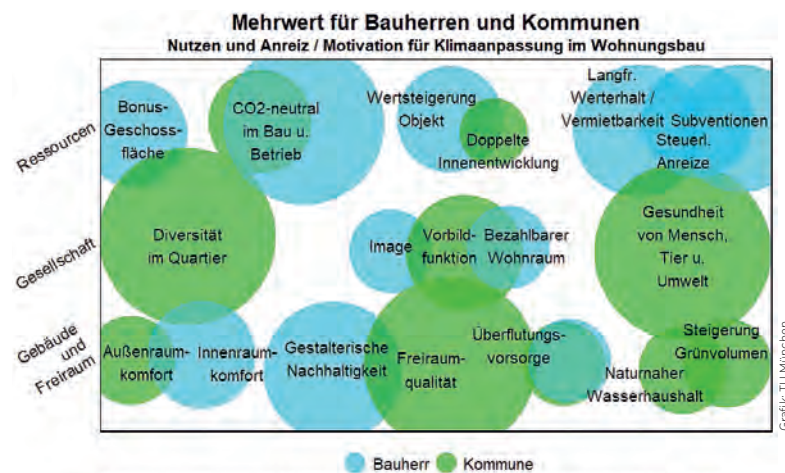 Mehrwert für Bauherren und Kommunen
Nutzen und Anreiz / Motivation für Klimaanpassung im Wohnungsbau
Ressourcen
Bonus-
Geschoss-
fläche
CO2-neutral
im Bau u.
Betrieb
Wertsteigerung
Objekt
Doppelte
Innenentwicklung
Langfr.
Werterhalt /
Vermietbarkeit
Subventionen
Steuerl.
Anreize
Gesellschaft
Diversität
im Quartier
Image
Vorbild-
funktion
Bezahlbarer
Wohnraum
Gesundheit
von Mensch,
Tier u.
Umwelt
Gebäude
und
Freiraum
Außenraum-
komfort
Innenraum-
komfort
Gestalterische
Nachhaltigkeit
Freiraum-
qualität
Überflutungs-
vorsorge
Naturnaher
Wasserhaushalt
Steigerung
Grünvolumen
Bauherr
Kommune
Grafik: TU München